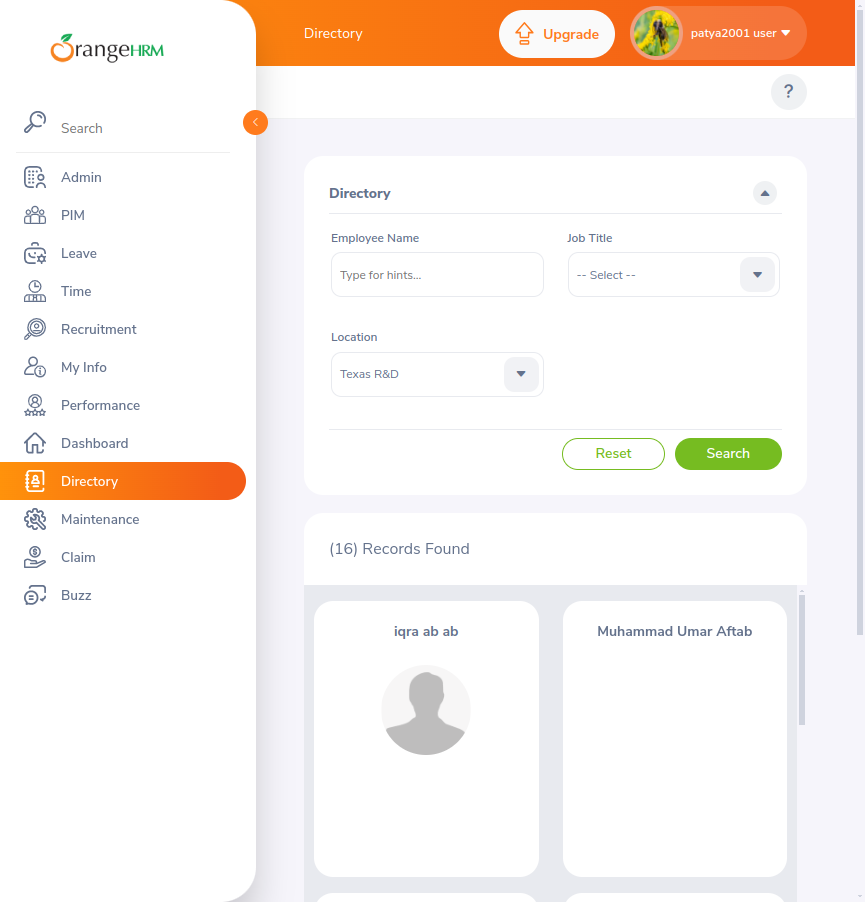 OrangeHRM
Directory
Upgrade
patya2001 user
?
Search
Admin
PIM
Leave
Time
Recruitment
My Info
Performance
Dashboard
Directory
Maintenance
Claim
Buzz
Directory
Employee Name
Job Title
Type for hints...
-- Select --
Location
Texas R&D
Reset
Search
(16) Records Found
iqra ab ab
Muhammad Umar Aftab